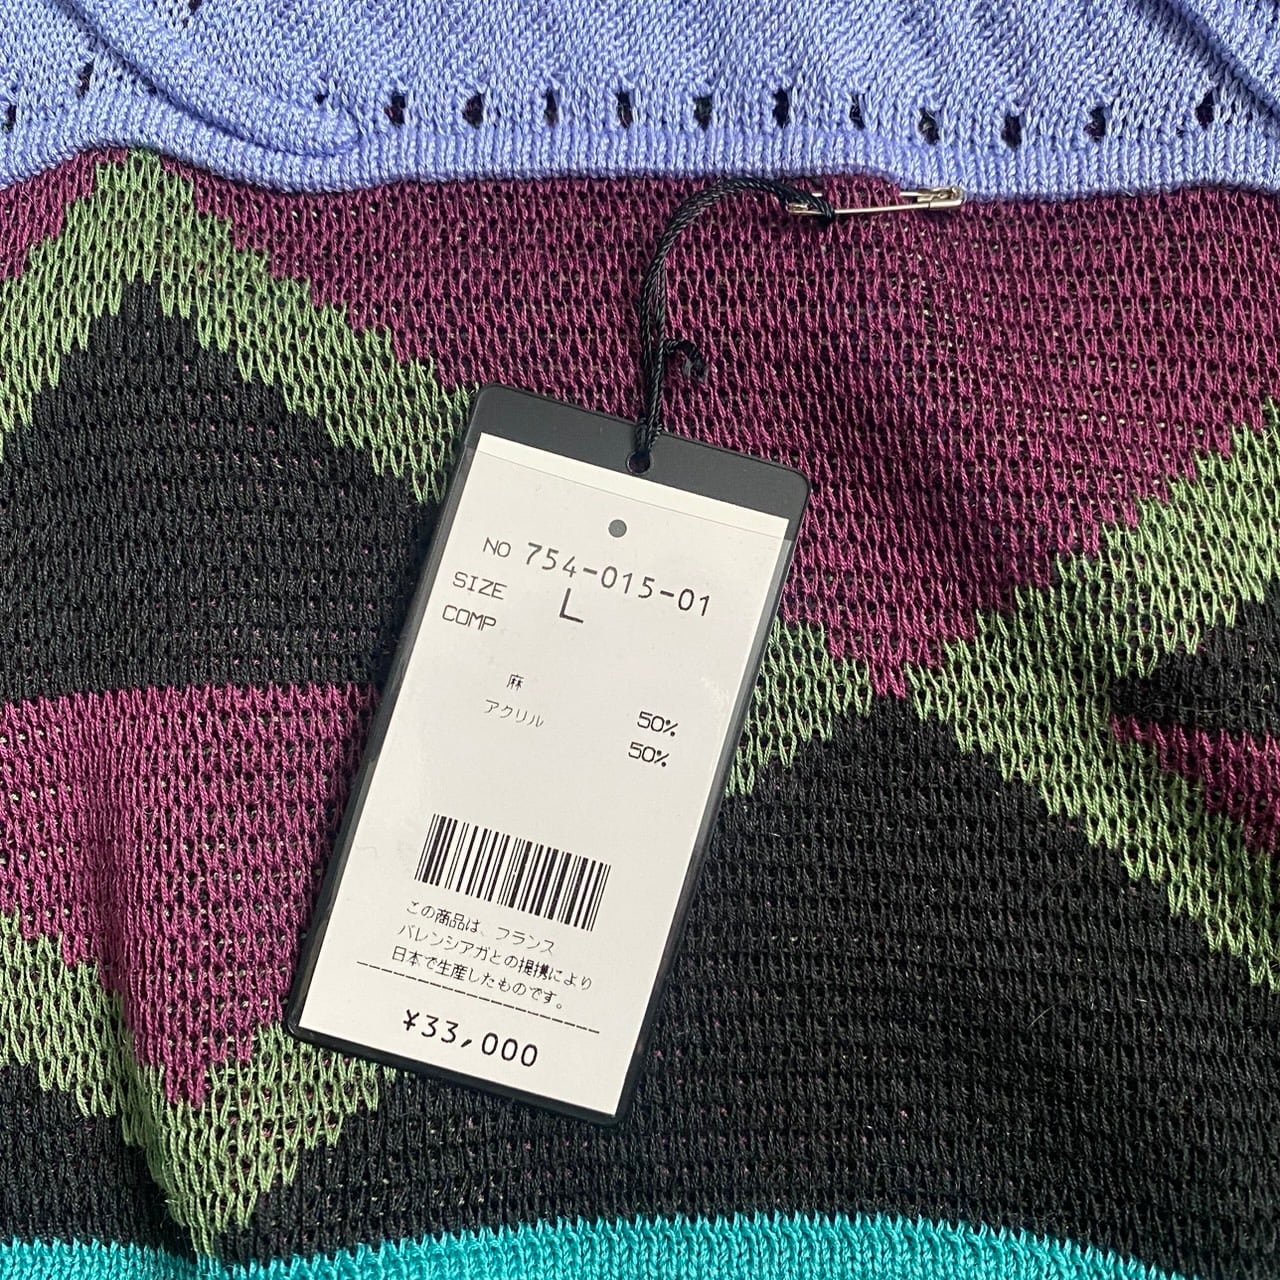 NO 754-015-01
SIZE L
COMP
麻 50%
アクリル 50%
この商品は、フランス
バレンシアガとの提携により
日本で生産したものです。
¥33,000